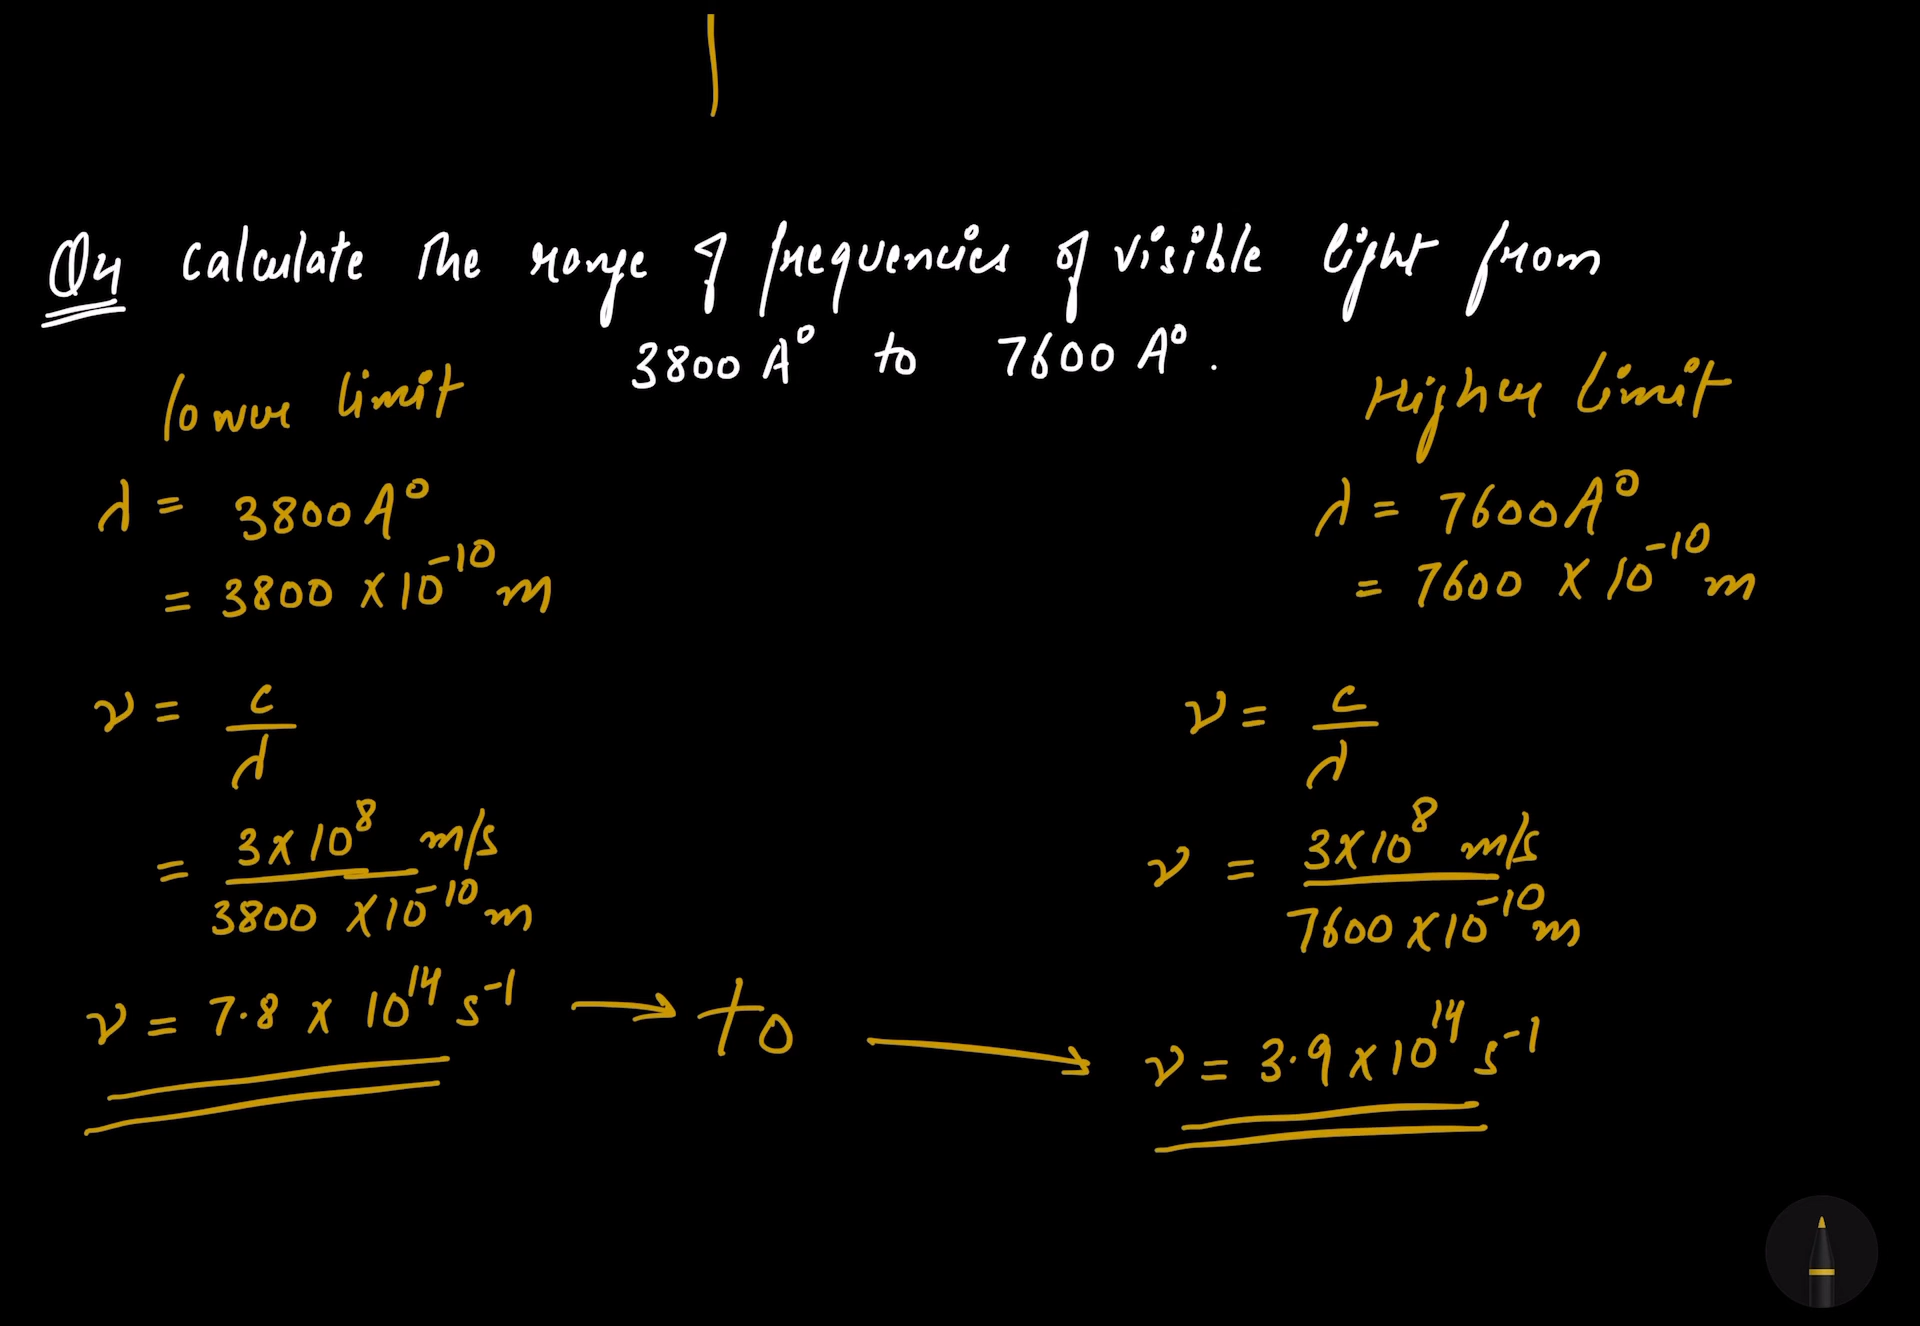 Q4 calculate the range of frequencies of visible light from
3800 A° to 7600 A°.
lower limit
λ = 3800 A°
= 3800 × 10⁻¹⁰ m
ν = c/λ
= 3×10⁸ m/s / 3800 ×10⁻¹⁰ m
ν = 7.8 × 10¹⁴ s⁻¹ → to →
Higher limit
λ = 7600 A°
= 7600 × 10⁻¹⁰ m
ν = c/λ
ν = 3×10⁸ m/s / 7600 ×10⁻¹⁰ m
ν = 3.9 × 10¹⁴ s⁻¹